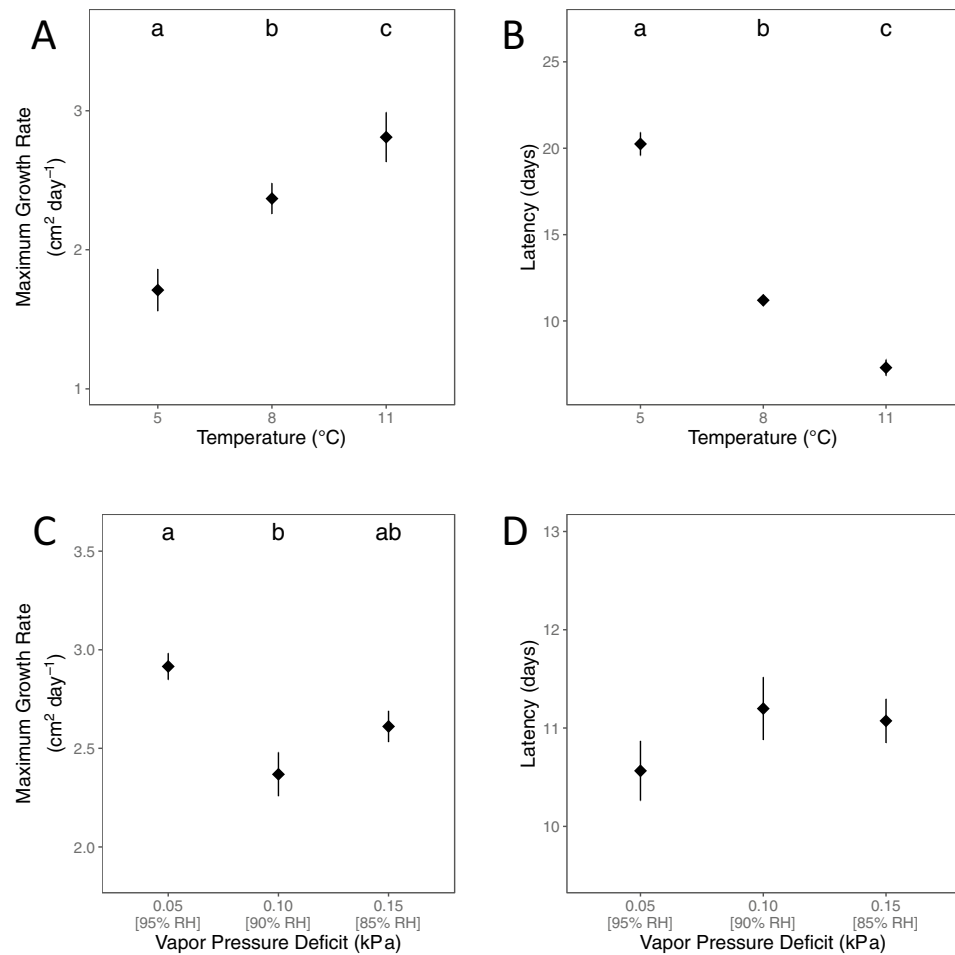 A
a b c
Maximum Growth Rate
(cm² day⁻¹)
3
2
1
5 8 11
Temperature (°C)
B
a b c
Latency (days)
25
20
15
10
5 8 11
Temperature (°C)
C
a b ab
Maximum Growth Rate
(cm² day⁻¹)
3.5
3.0
2.5
2.0
0.05 0.10 0.15
[95% RH] [90% RH] [85% RH]
Vapor Pressure Deficit (kPa)
D
Latency (days)
13
12
11
10
0.05 0.10 0.15
[95% RH] [90% RH] [85% RH]
Vapor Pressure Deficit (kPa)